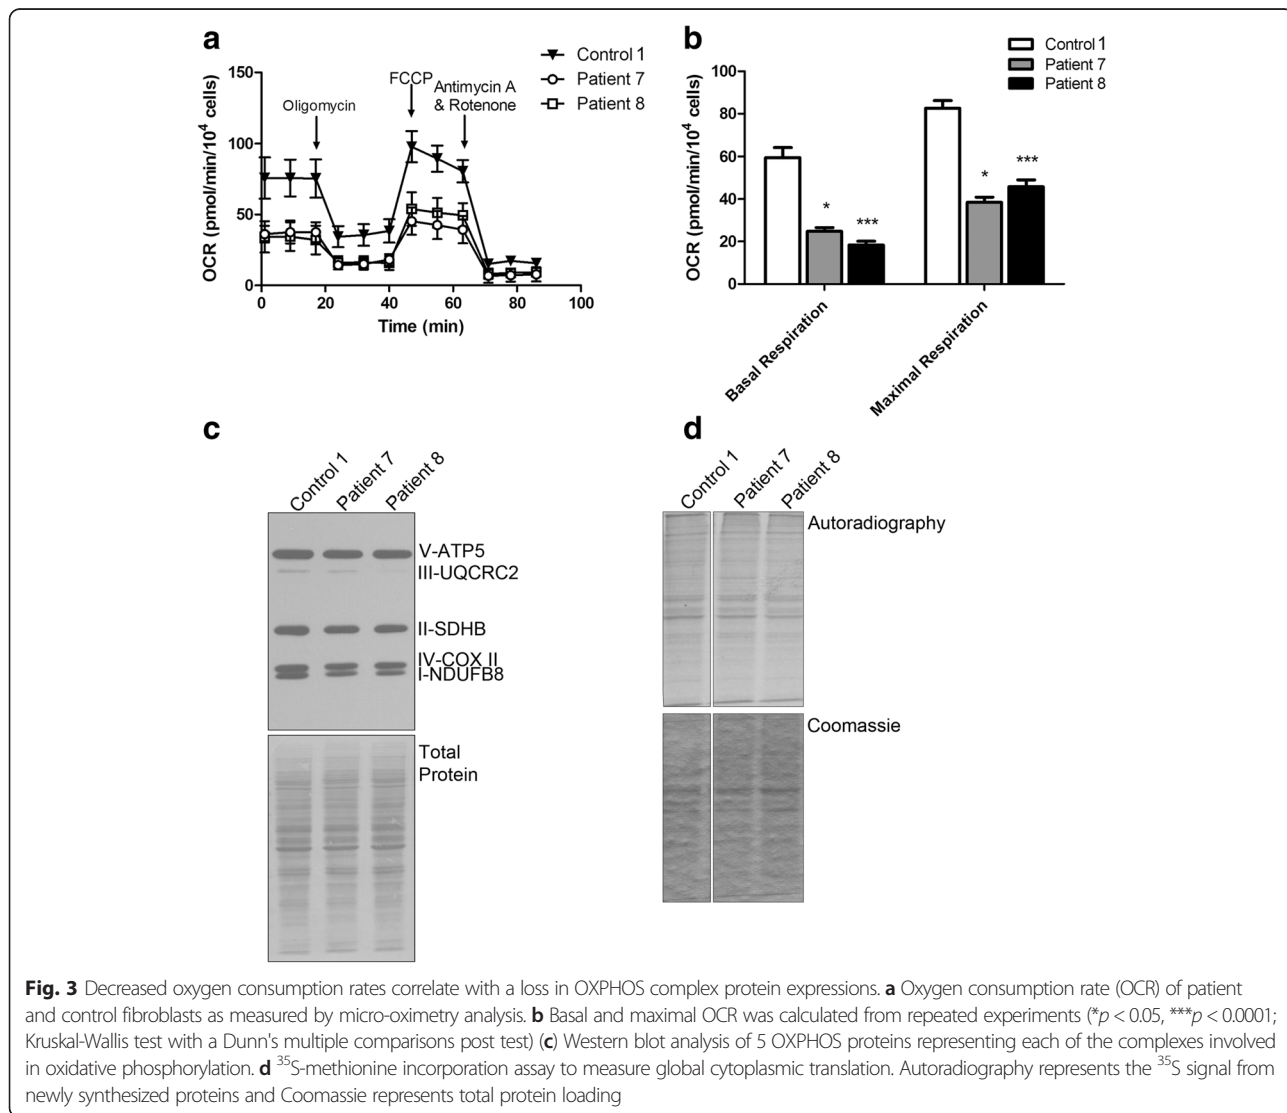 a
Control 1
Patient 7
Patient 8
OCR (pmol/min/10⁴ cells)
150
100
50
0
Oligomycin
FCCP
Antimycin A
& Rotenone
0 20 40 60 80 100
Time (min)
b
Control 1
Patient 7
Patient 8
OCR (pmol/min/10⁴ cells)
100
80
60
40
20
0
* *** * ***
Basal Respiration
Maximal Respiration
c
Control 1
Patient 7
Patient 8
V-ATP5
III-UQCRC2
II-SDHB
IV-COX II
I-NDUFB8
Total
Protein
d
Control 1
Patient 7
Patient 8
Autoradiography
Coomassie
Fig. 3 Decreased oxygen consumption rates correlate with a loss in OXPHOS complex protein expressions. a Oxygen consumption rate (OCR) of patient
and control fibroblasts as measured by micro-oximetry analysis. b Basal and maximal OCR was calculated from repeated experiments (*p < 0.05, ***p < 0.0001;
Kruskal-Wallis test with a Dunn's multiple comparisons post test) (c) Western blot analysis of 5 OXPHOS proteins representing each of the complexes involved
in oxidative phosphorylation. d ³⁵S-methionine incorporation assay to measure global cytoplasmic translation. Autoradiography represents the ³⁵S signal from
newly synthesized proteins and Coomassie represents total protein loading